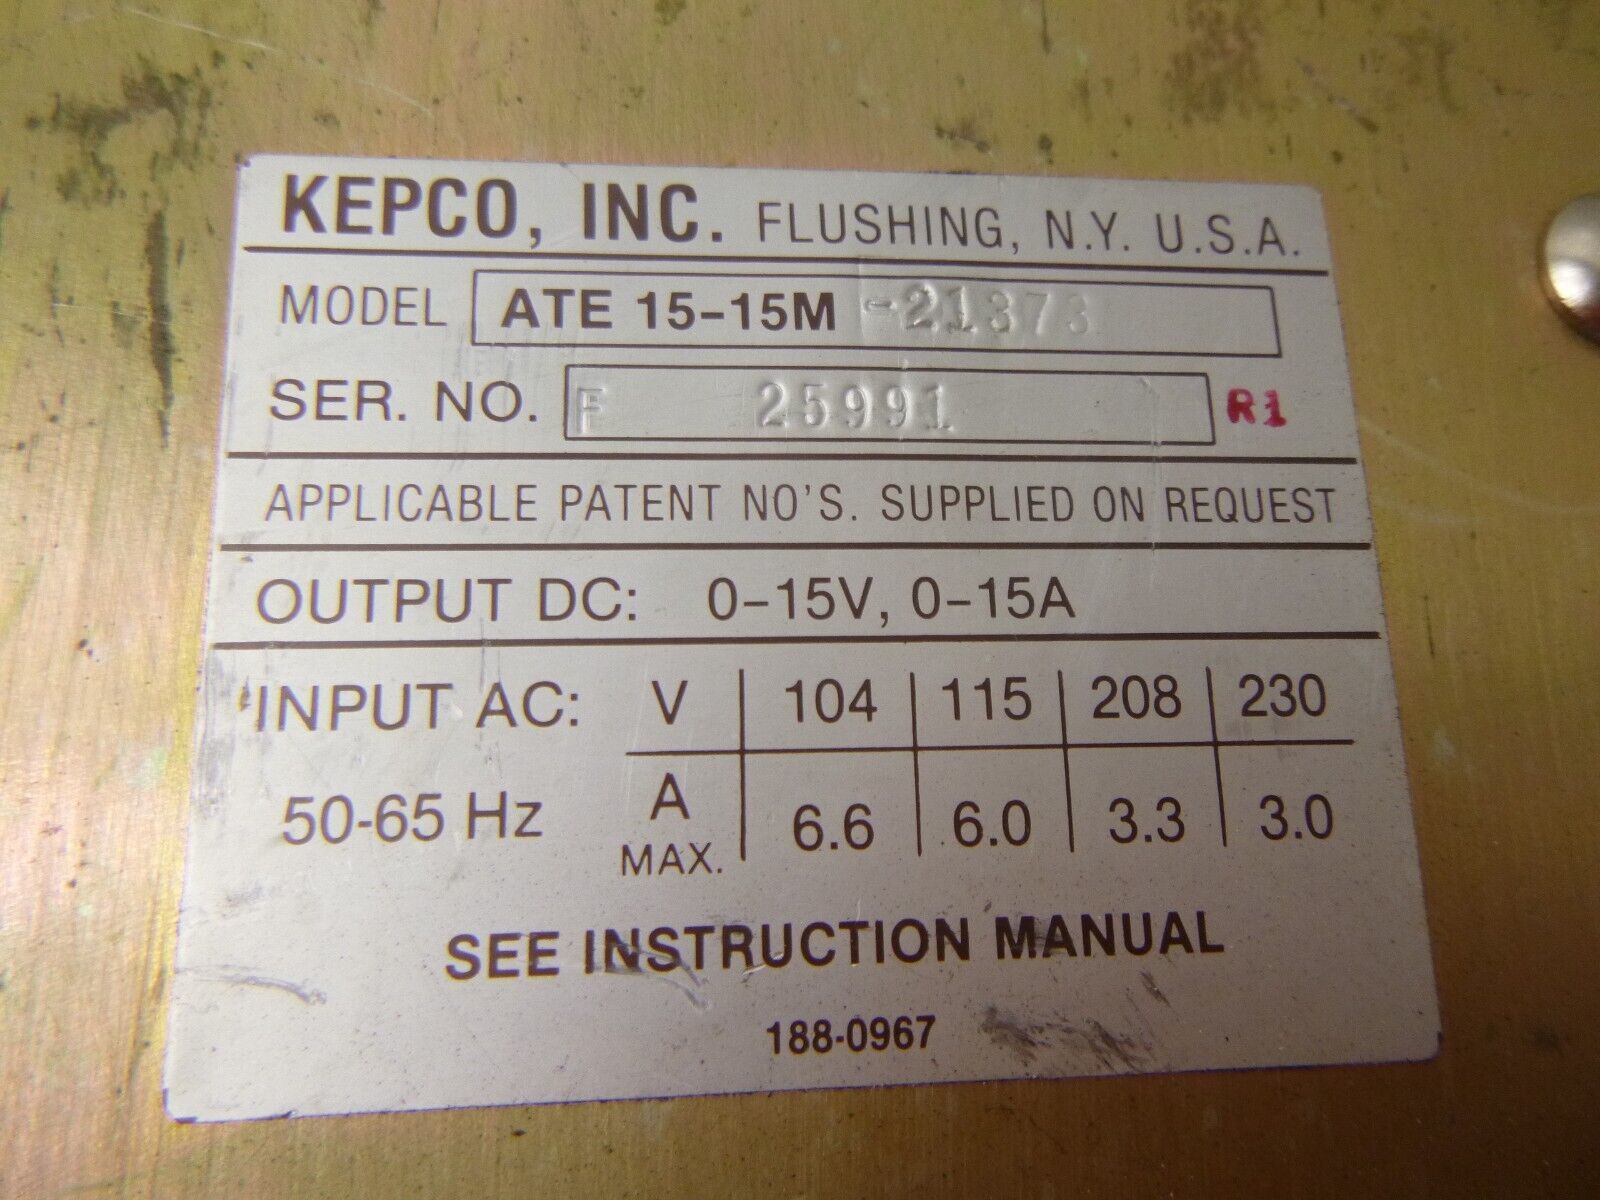 KEPCO, INC. FLUSHING, N.Y. U.S.A.
MODEL ATE 15-15M -21373
SER. NO. F 25991 R1
APPLICABLE PATENT NO'S. SUPPLIED ON REQUEST
OUTPUT DC: 0-15V, 0-15A
INPUT AC: V 104 115 208 230
50-65 Hz A MAX. 6.6 6.0 3.3 3.0
SEE INSTRUCTION MANUAL
188-0967